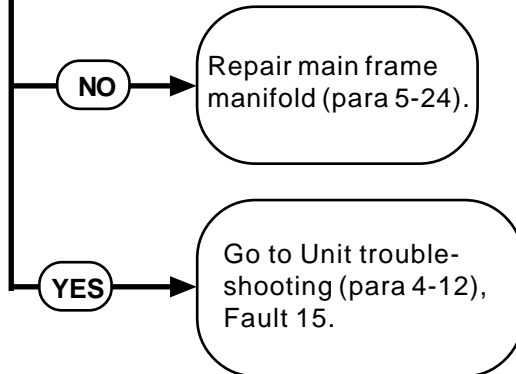 NO
Repair main frame
manifold (para 5-24).
YES
Go to Unit trouble-
shooting (para 4-12),
Fault 15.